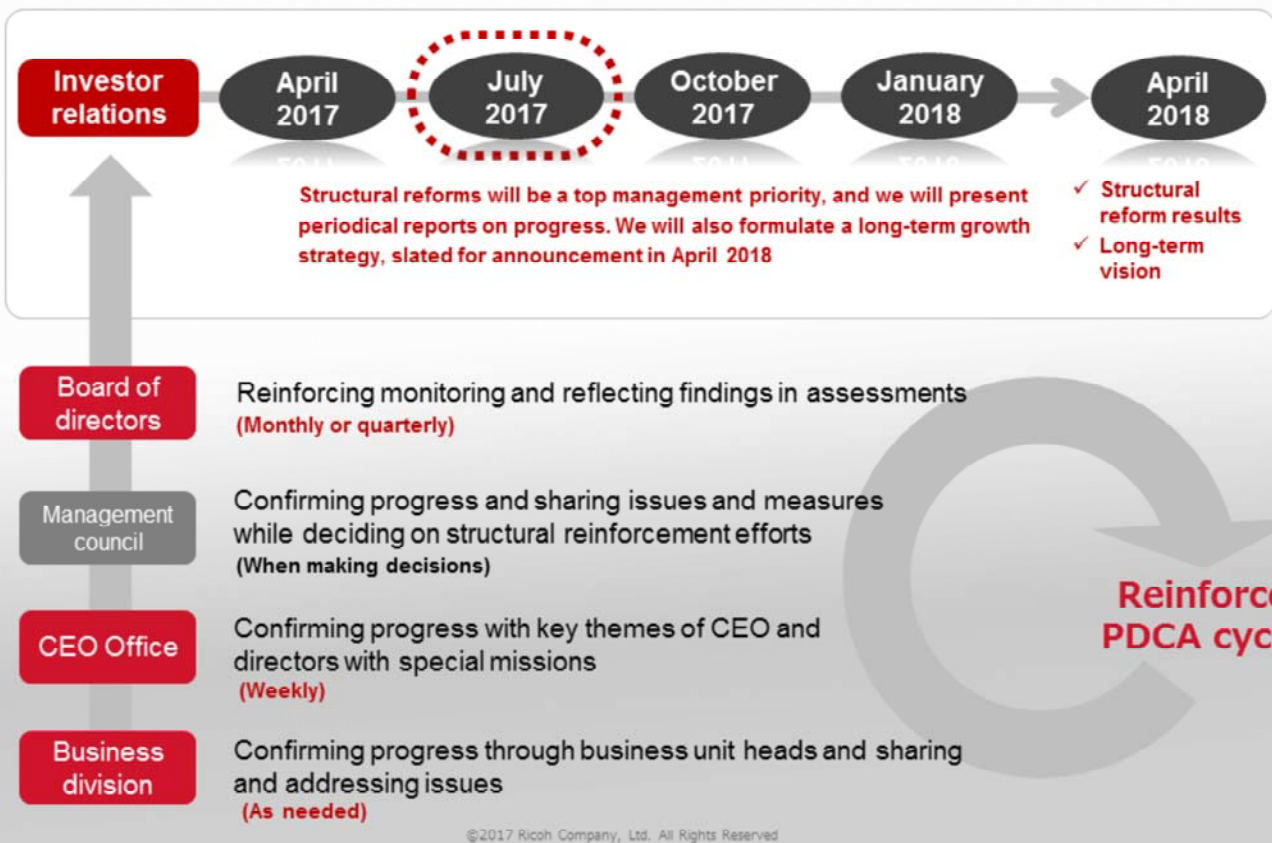 Investor
relations
April
2017
July
2017
October
2017
January
2018
April
2018
Structural reforms will be a top management priority, and we will present
periodical reports on progress. We will also formulate a long-term growth
strategy, slated for announcement in April 2018
✓ Structural
reform results
✓ Long-term
vision
Board of
directors
Reinforcing monitoring and reflecting findings in assessments
(Monthly or quarterly)
Management
council
Confirming progress and sharing issues and measures
while deciding on structural reinforcement efforts
(When making decisions)
CEO Office
Confirming progress with key themes of CEO and
directors with special missions
(Weekly)
Reinforce
PDCA cyc
Business
division
Confirming progress through business unit heads and sharing
and addressing issues
(As needed)
©2017 Ricoh Company, Ltd. All Rights Reserved